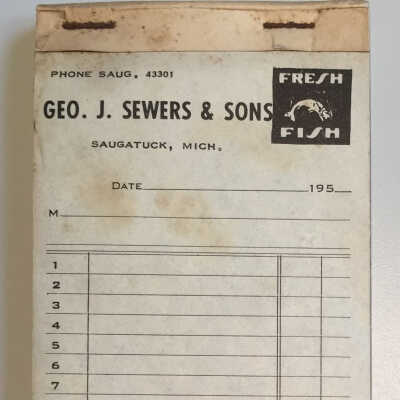 PHONE SAUG, 43301
FRESH
GEO. J. SEWERS & SONS
FISH
SAUGATUCK, MICH.
DATE 195
M
1
2
3
4
5
6
7